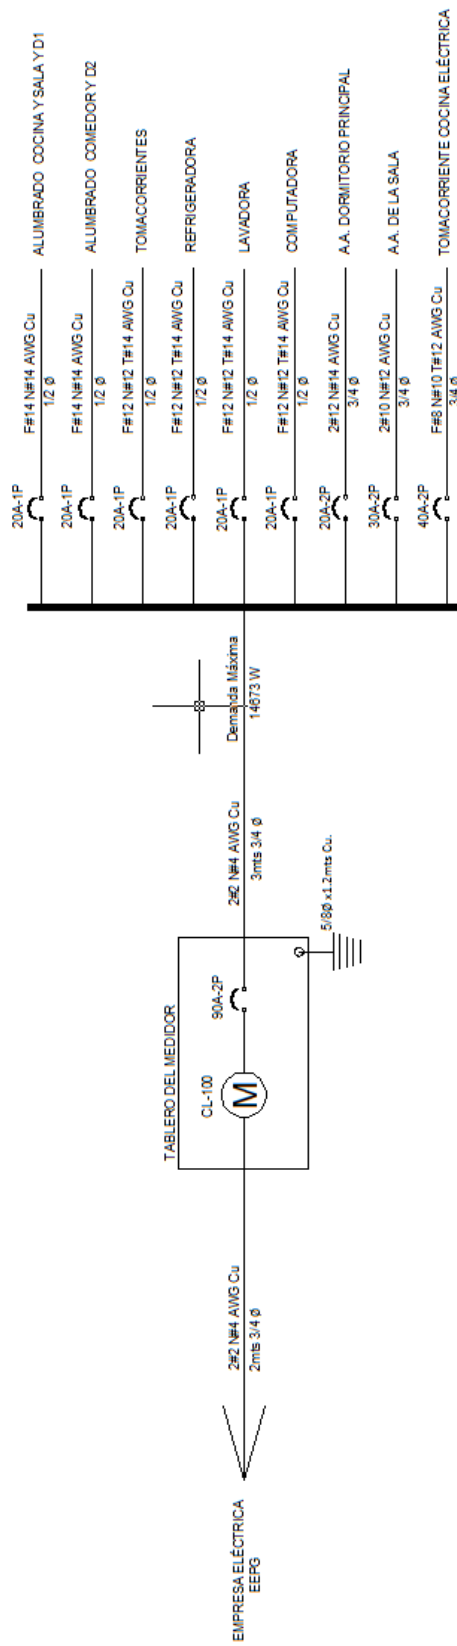 EMPRESA ELÉCTRICA
EEPG
2#2 N#4 AWG Cu
2mts 3/4 Ø
TABLERO DEL MEDIDOR
CL-100
M
90A-2P
5/8Ø x1.2mts Cu.
2#2 N#4 AWG Cu
3mts 3/4 Ø
Demanda Máxima
14673 W
20A-1P
F#14 N#14 AWG Cu
1/2 Ø
ALUMBRADO COCINA Y SALA Y D1
20A-1P
F#14 N#14 AWG Cu
1/2 Ø
ALUMBRADO COMEDOR Y D2
20A-1P
F#12 N#12 T#14 AWG Cu
1/2 Ø
TOMACORRIENTES
20A-1P
F#12 N#12 T#14 AWG Cu
1/2 Ø
REFRIGERADORA
20A-1P
F#12 N#12 T#14 AWG Cu
1/2 Ø
LAVADORA
20A-1P
F#12 N#12 T#14 AWG Cu
1/2 Ø
COMPUTADORA
20A-2P
2#12 N#14 AWG Cu
3/4 Ø
A.A. DORMITORIO PRINCIPAL
30A-2P
2#10 N#12 AWG Cu
3/4 Ø
A.A. DE LA SALA
40A-2P
F#8 N#10 T#12 AWG Cu
3/4 Ø
TOMACORRIENTE COCINA ELÉCTRICA